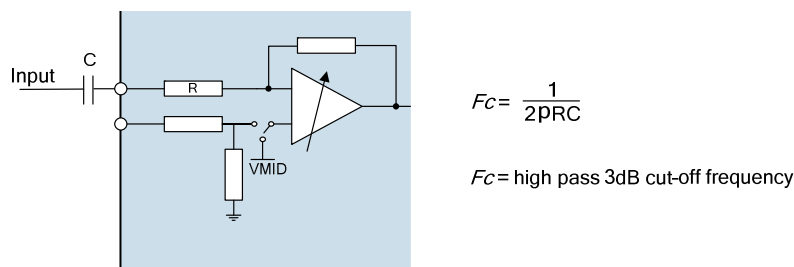 C
Input
R
VMID
Fc = 1
2pRC
Fc = high pass 3dB cut-off frequency